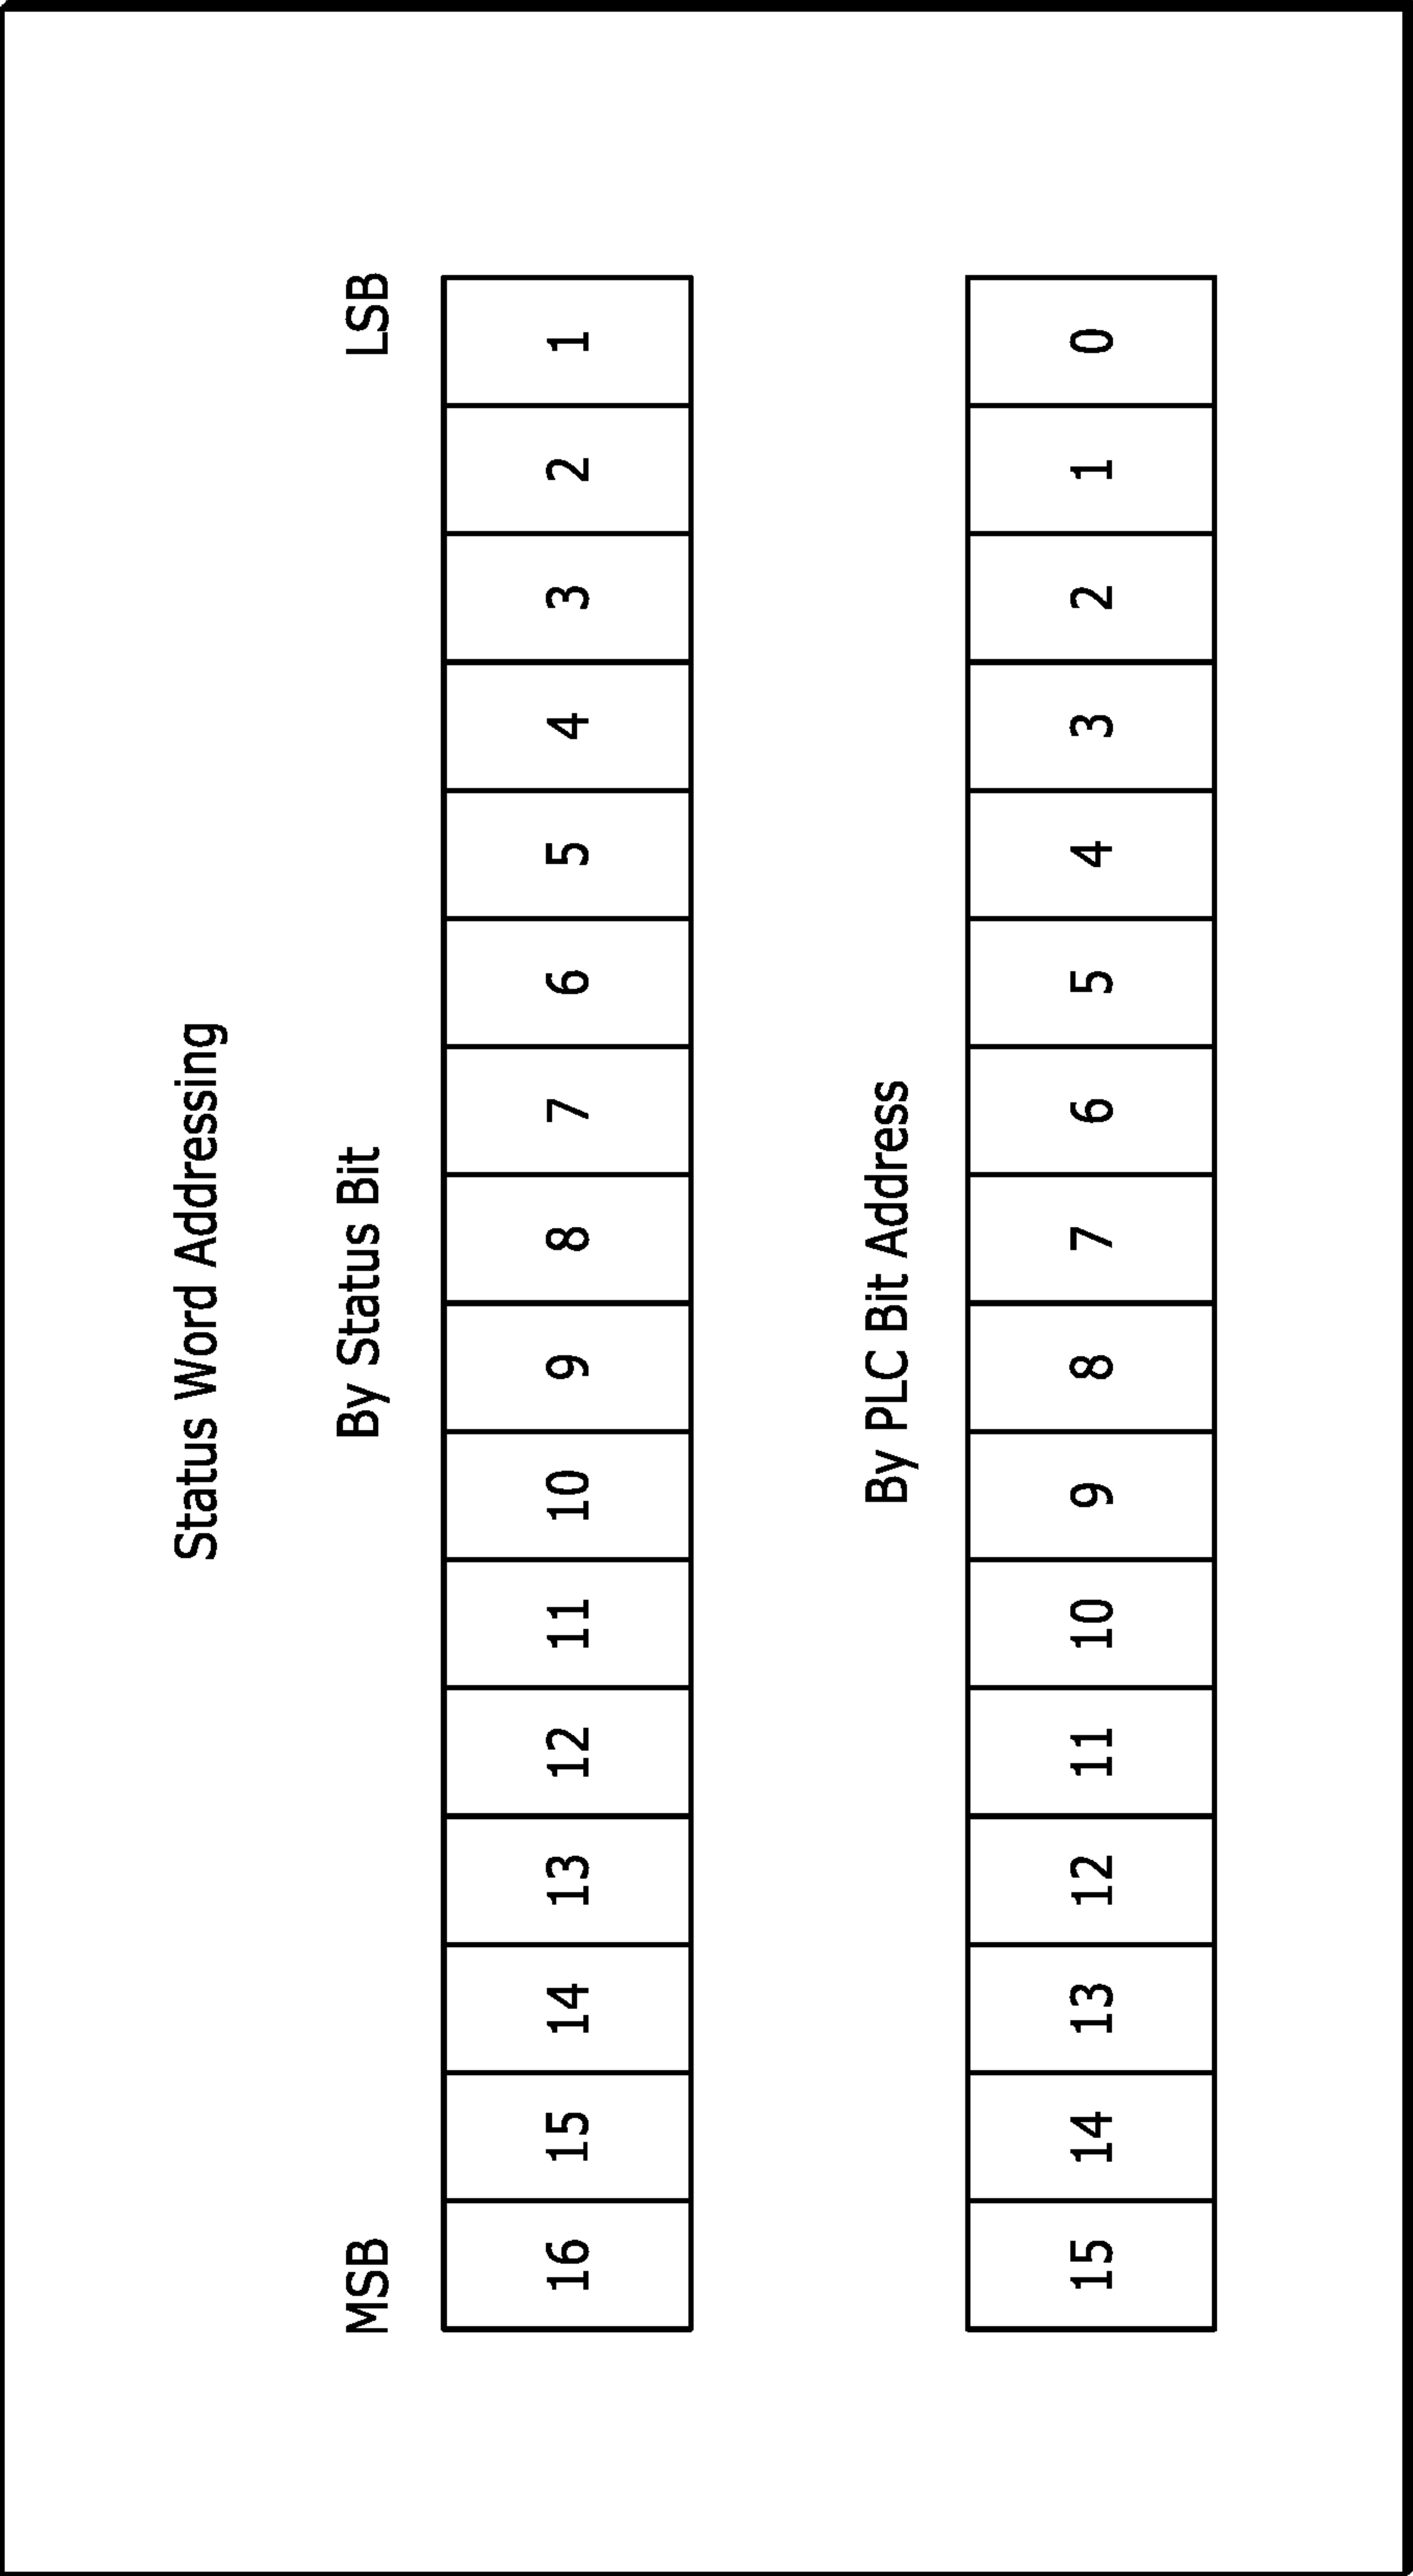 Status Word Addressing
By Status Bit
MSB LSB
16 15 14 13 12 11 10 9 8 7 6 5 4 3 2 1
By PLC Bit Address
15 14 13 12 11 10 9 8 7 6 5 4 3 2 1 0